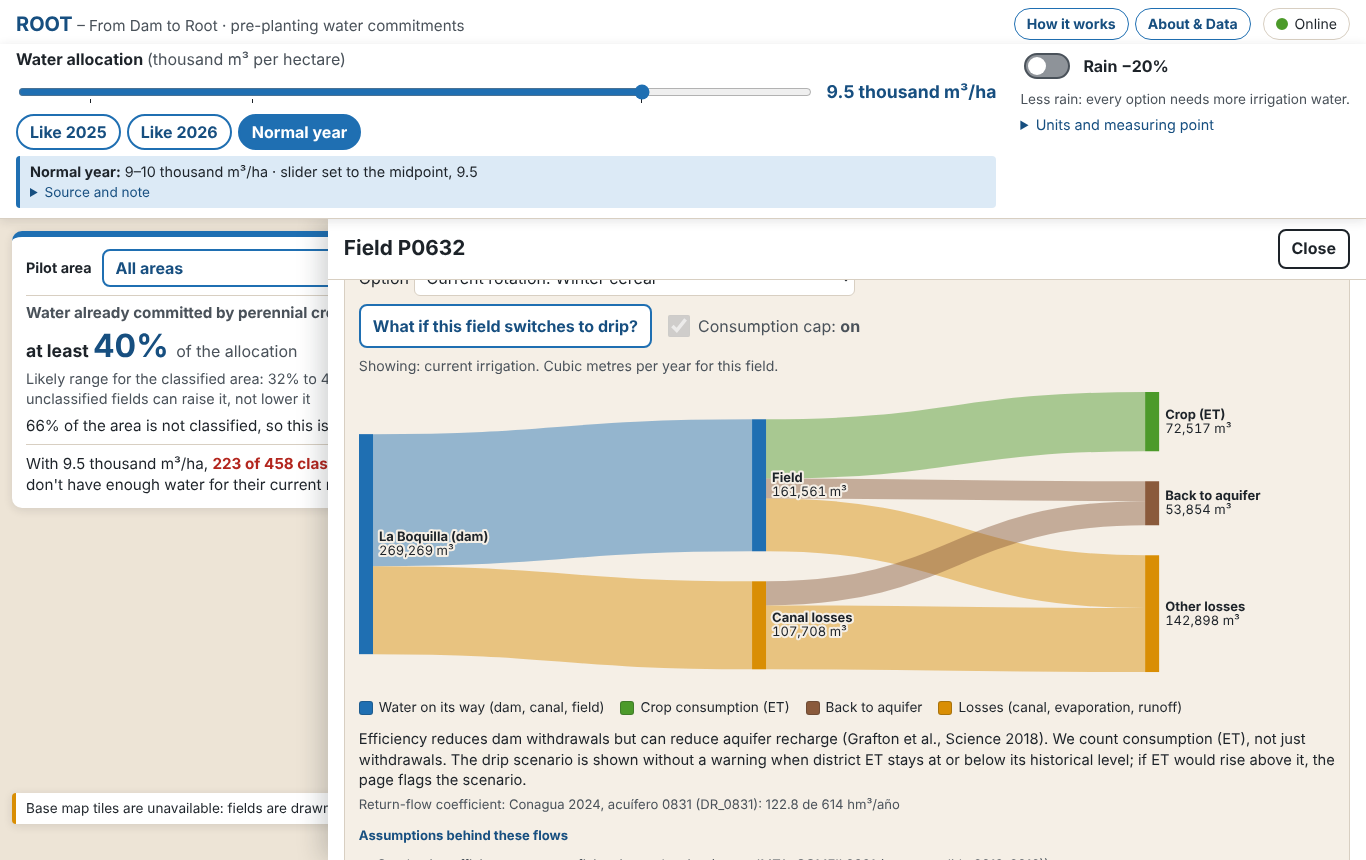 ROOT – From Dam to Root · pre-planting water commitments
How it works
About & Data
Online
Water allocation (thousand m³ per hectare)
9.5 thousand m³/ha
Rain −20%
Less rain: every option needs more irrigation water.
▶ Units and measuring point
Like 2025
Like 2026
Normal year
Normal year: 9–10 thousand m³/ha · slider set to the midpoint, 9.5
▶ Source and note
Pilot area
All areas
Water already committed by perennial
at least 40% of the allocation
Likely range for the classified area: 32% to
unclassified fields can raise it, not lower it
66% of the area is not classified, so this is
With 9.5 thousand m³/ha, 223 of 458
don't have enough water for their current
Base map tiles are unavailable: fields are
Field P0632
Close
Option
Current rotation: Winter cereal
What if this field switches to drip?
Consumption cap: on
Showing: current irrigation. Cubic metres per year for this field.
La Boquilla (dam)
269,269 m³
Field
161,561 m³
Canal losses
107,708 m³
Crop (ET)
72,517 m³
Back to aquifer
53,854 m³
Other losses
142,898 m³
Water on its way (dam, canal, field)
Crop consumption (ET)
Back to aquifer
Losses (canal, evaporation, runoff)
Efficiency reduces dam withdrawals but can reduce aquifer recharge (Grafton et al., Science 2018). We count consumption (ET), not just
withdrawals. The drip scenario is shown without a warning when district ET stays at or below its historical level; if ET would rise above it, the
page flags the scenario.
Return-flow coefficient: Conagua 2024, acuífero 0831 (DR_0831): 122.8 de 614 hm³/año
Assumptions behind these flows